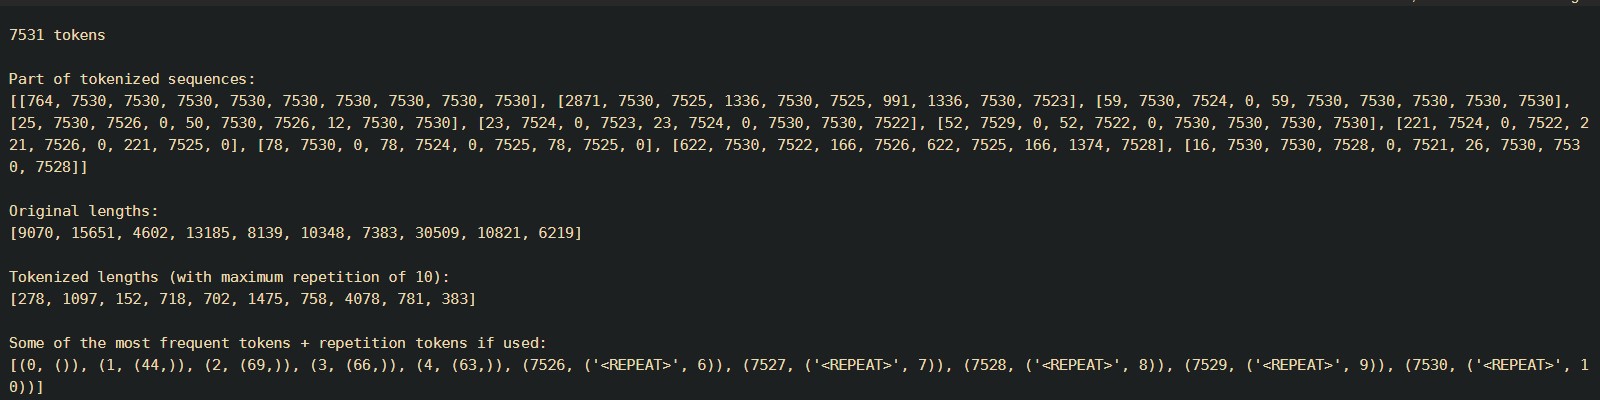 7531 tokens
Part of tokenized sequences:
[[764, 7530, 7530, 7530, 7530, 7530, 7530, 7530, 7530, 7530], [2871, 7530, 7525, 1336, 7530, 7525, 991, 1336, 7530, 7523], [59, 7530, 7524, 0, 59, 7530, 7530, 7530, 7530, 7530],
[25, 7530, 7526, 0, 50, 7530, 7526, 12, 7530, 7530], [23, 7524, 0, 7523, 23, 7524, 0, 7530, 7530, 7522], [52, 7529, 0, 52, 7522, 0, 7530, 7530, 7530, 7530], [221, 7524, 0, 7522, 2
21, 7526, 0, 221, 7525, 0], [78, 7530, 0, 78, 7524, 0, 7525, 78, 7525, 0], [622, 7530, 7522, 166, 7526, 622, 7525, 166, 1374, 7528], [16, 7530, 7530, 7528, 0, 7521, 26, 7530, 753
0, 7528]]
Original lengths:
[9070, 15651, 4602, 13185, 8139, 10348, 7383, 30509, 10821, 6219]
Tokenized lengths (with maximum repetition of 10):
[278, 1097, 152, 718, 702, 1475, 758, 4078, 781, 383]
Some of the most frequent tokens + repetition tokens if used:
[(0, ()), (1, (44,)), (2, (69,)), (3, (66,)), (4, (63,)), (7526, ('<REPEAT>', 6)), (7527, ('<REPEAT>', 7)), (7528, ('<REPEAT>', 8)), (7529, ('<REPEAT>', 9)), (7530, ('<REPEAT>', 1
0))]